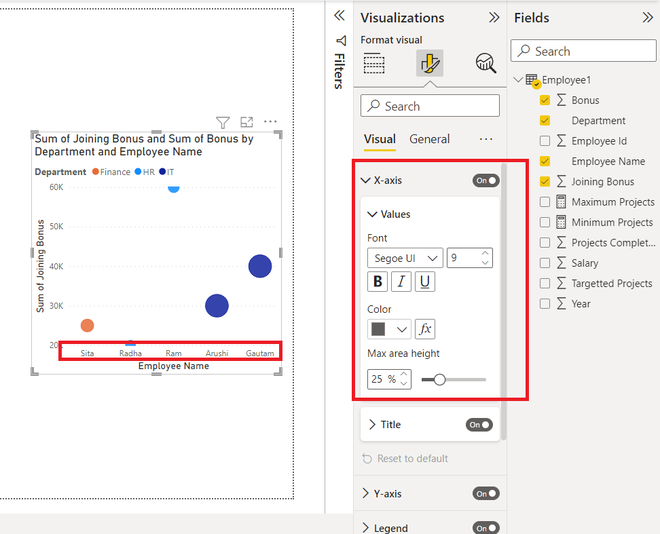 Sum of Joining Bonus and Sum of Bonus by
Department and Employee Name
Department Finance HR IT
Sum of Joining Bonus
60K
50K
40K
30K
20K
Sita Radha Ram Arushi Gautam
Employee Name
Filters
Visualizations
Format visual
Search
Visual General
X-axis On
Values
Font
Segoe UI 9
B I U
Color
fx
Max area height
25 %
Title On
Reset to default
Y-axis On
Legend On
Fields
Search
Employee1
Bonus
Department
Employee Id
Employee Name
Joining Bonus
Maximum Projects
Minimum Projects
Projects Complet...
Salary
Targetted Projects
Year